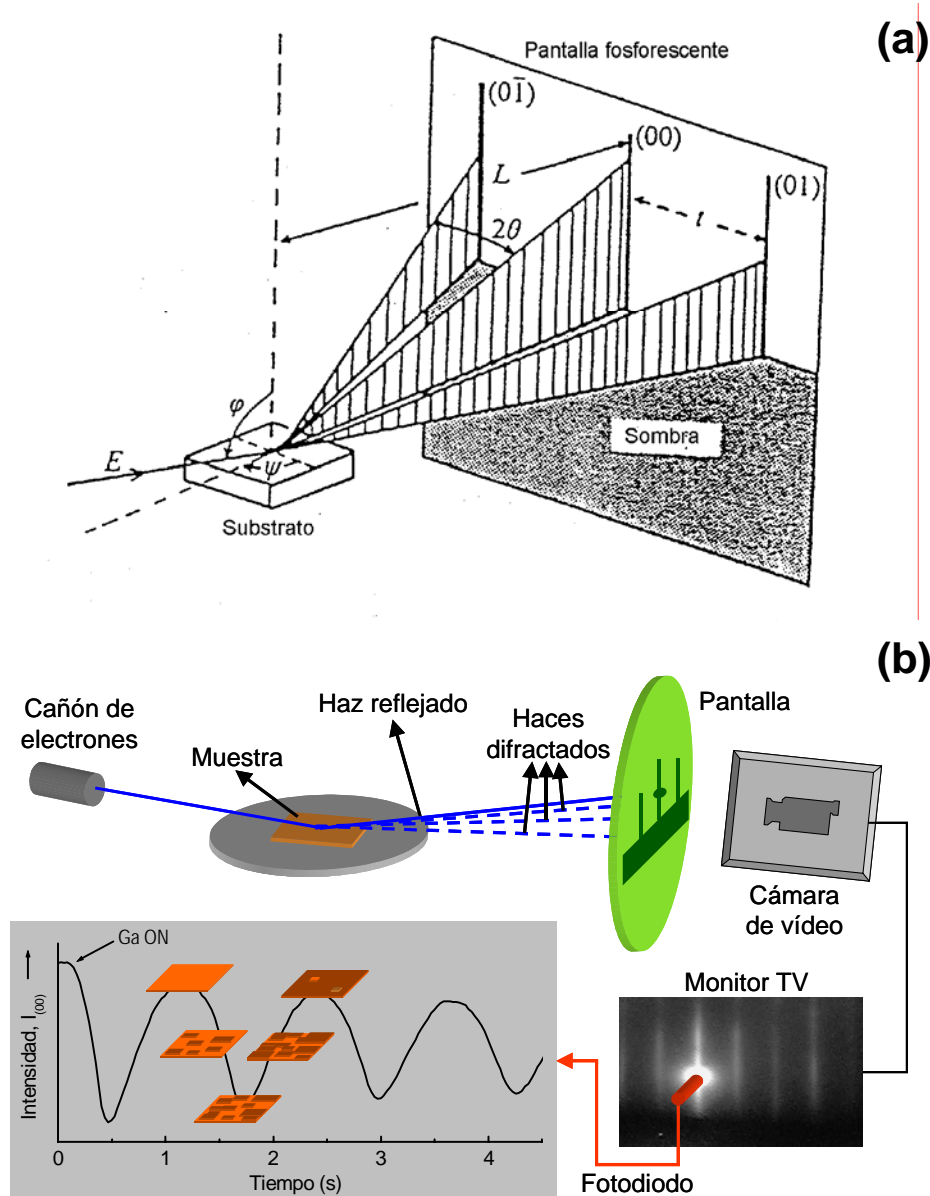 (a)
Pantalla fosforescente
(01̄)
(00)
(01)
L
l
2θ
φ
E
ψ
Sombra
Substrato
(b)
Cañón de
electrones
Muestra
Haz reflejado
Haces
difractados
Pantalla
Cámara
de vídeo
Monitor TV
Fotodiodo
Ga ON
Intensidad, I(00)
0 1 2 3 4
Tiempo (s)